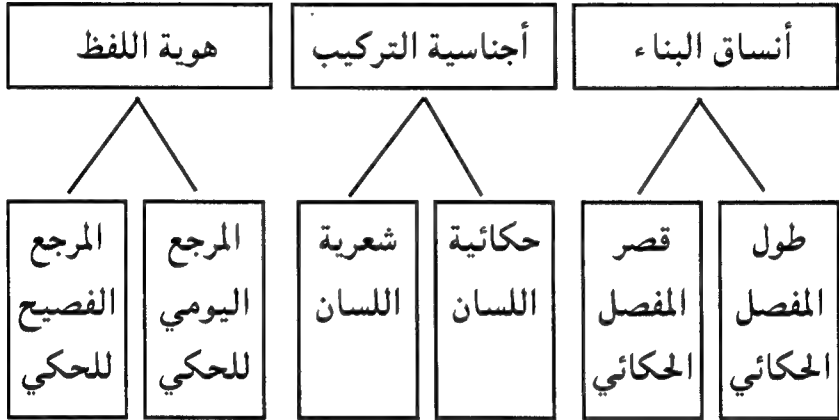 أنساق البناء
أجناسية التركيب
هوية اللفظ
طول
المفصل
الحكائي
قصر
المفصل
الحكائي
حكائية
اللسان
شعرية
اللسان
المرجع
اليومي
للحكي
المرجع
الفصيح
للحكي